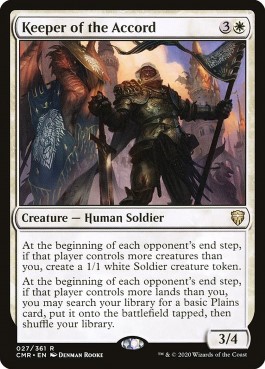 Keeper of the Accord 3
Creature — Human Soldier
At the beginning of each opponent's end step,
if that player controls more creatures than
you, create a 1/1 white Soldier creature token.
At the beginning of each opponent's end step,
if that player controls more lands than you,
you may search your library for a basic Plains
card, put it onto the battlefield tapped, then
shuffle your library.
3/4
027/361 R
CMR • EN DENMAN ROOKE
™ & © 2020 Wizards of the Coast